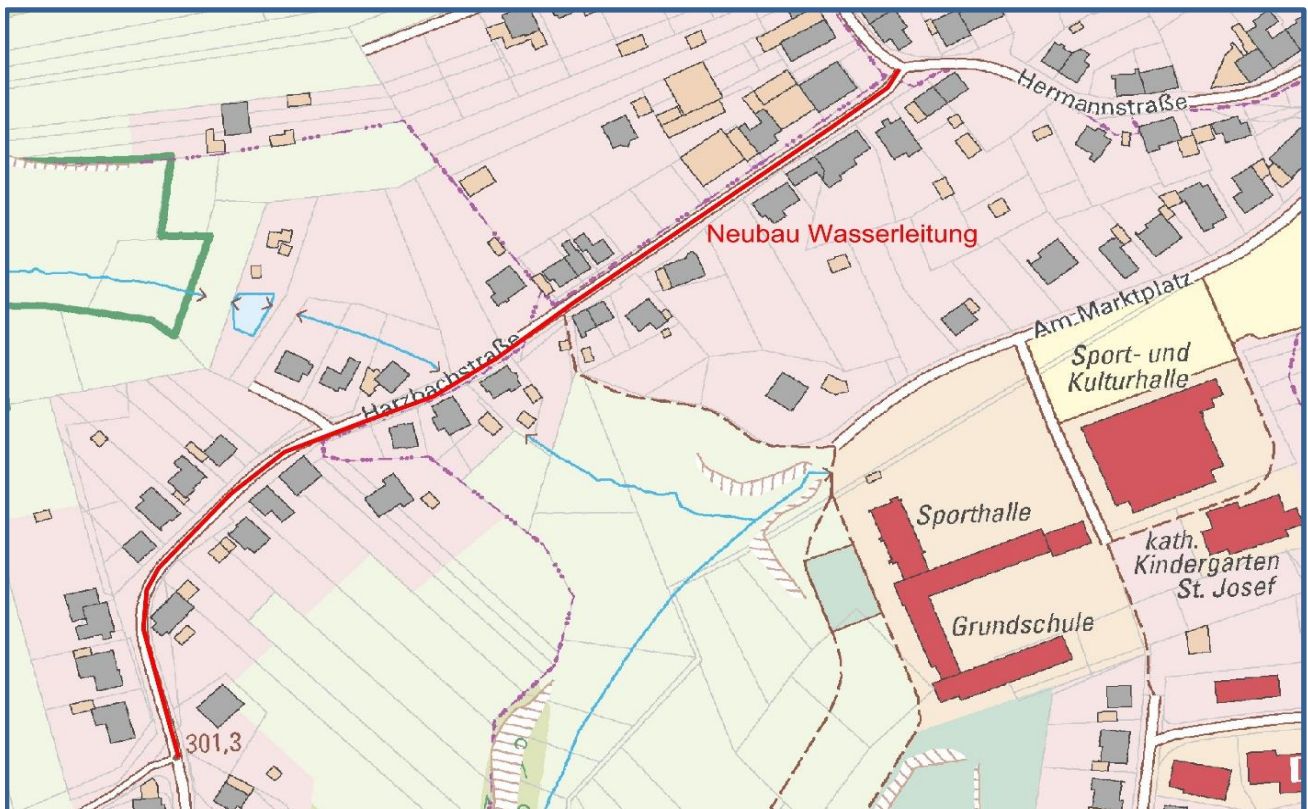 Hermannstraße
Neubau Wasserleitung
Am Marktplatz
Harzbachstraße
Sport- und
Kulturhalle
Sporthalle
kath.
Kindergarten
St. Josef
Grundschule
301,3